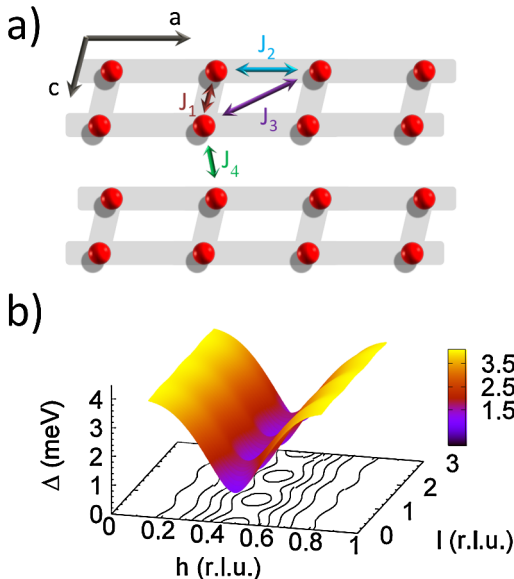 a)
a
c
J2
J1
J3
J4
b)
4
3
2
1
0
Δ (meV)
0 0.2 0.4 0.6 0.8 1
h (r.l.u.)
0
1
2
3
l (r.l.u.)
3.5
2.5
1.5